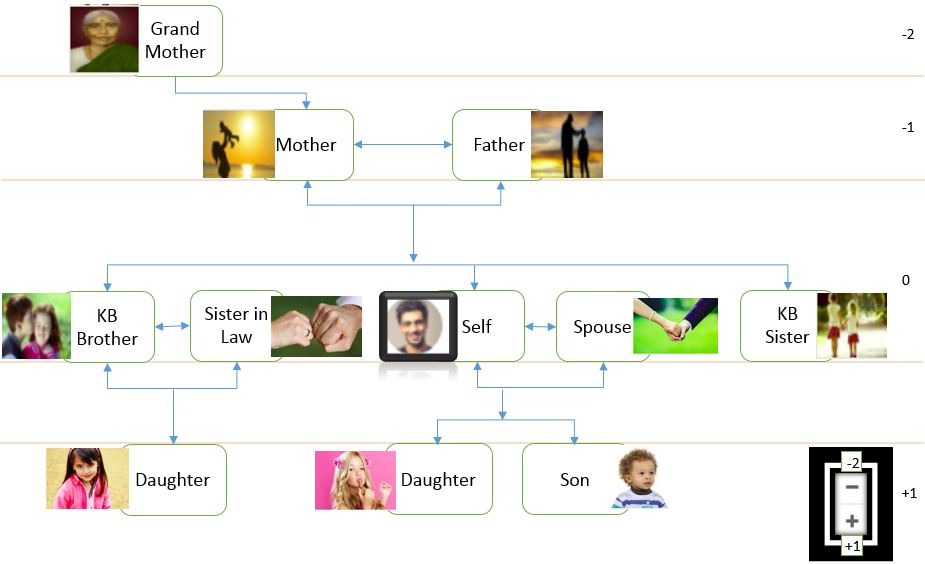 Grand
Mother
-2
Mother
Father
-1
0
KB
Brother
Sister in
Law
Self
Spouse
KB
Sister
Daughter
Daughter
Son
+1
-2
−
+
+1